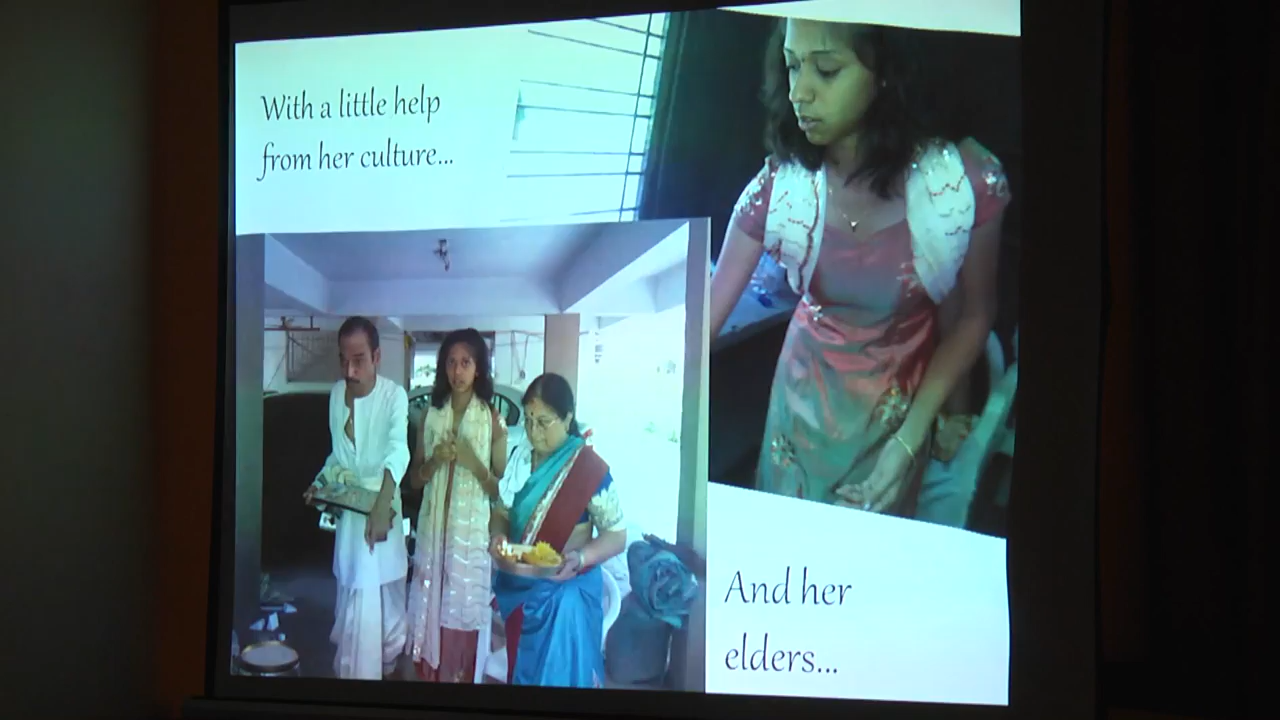 With a little help
from her culture...
And her
elders...